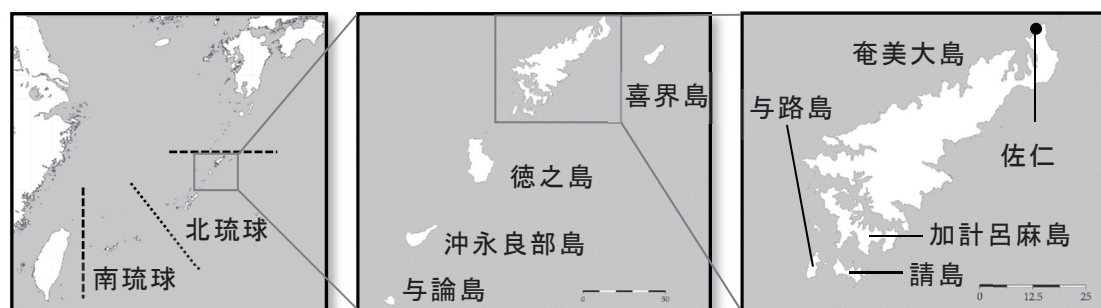 北琉球
南琉球
喜界島
徳之島
沖永良部島
与論島
0 50
奄美大島
与路島
佐仁
加計呂麻島
請島
0 12.5 25